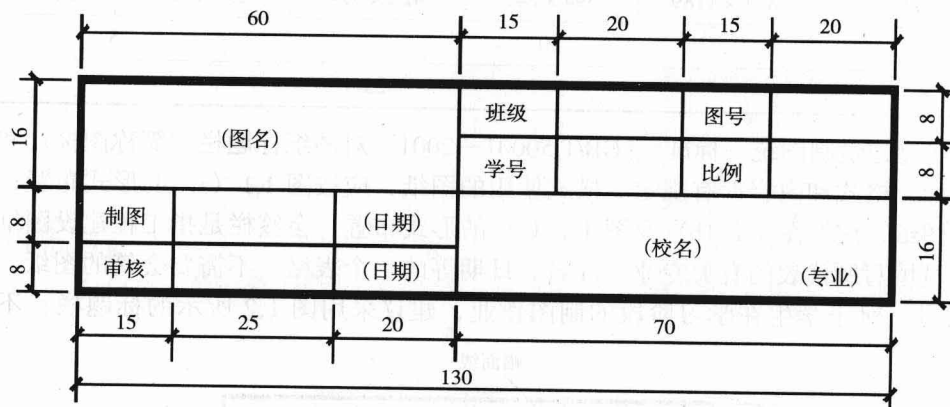 60 15 20 15 20
班级 图号
(图名)
16 8
学号 比例
8
制图 (日期)
8
(校名)
16
审核 (日期)
8
(专业)
15 25 20 70
130